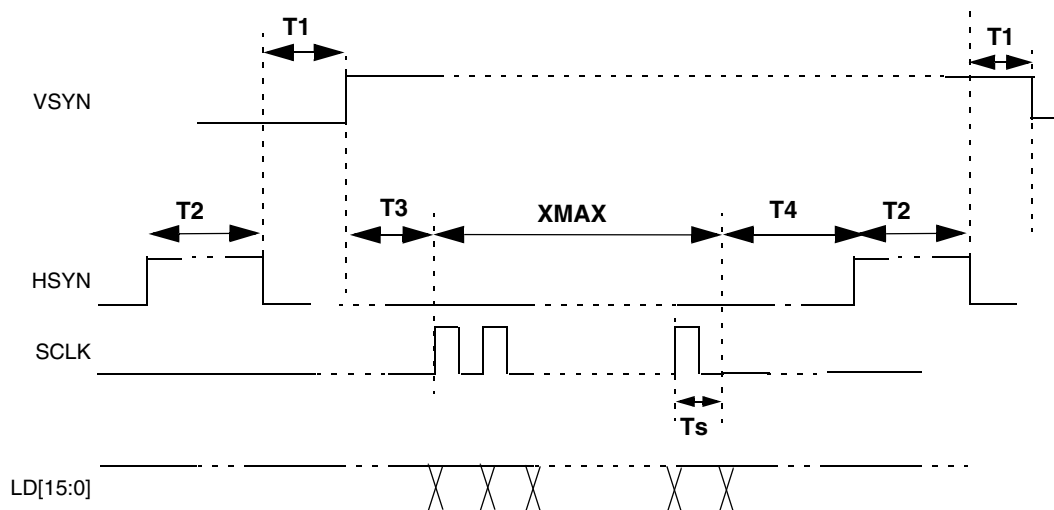 T1
T1
VSYN
T2
T3
XMAX
T4
T2
HSYN
SCLK
Ts
LD[15:0]